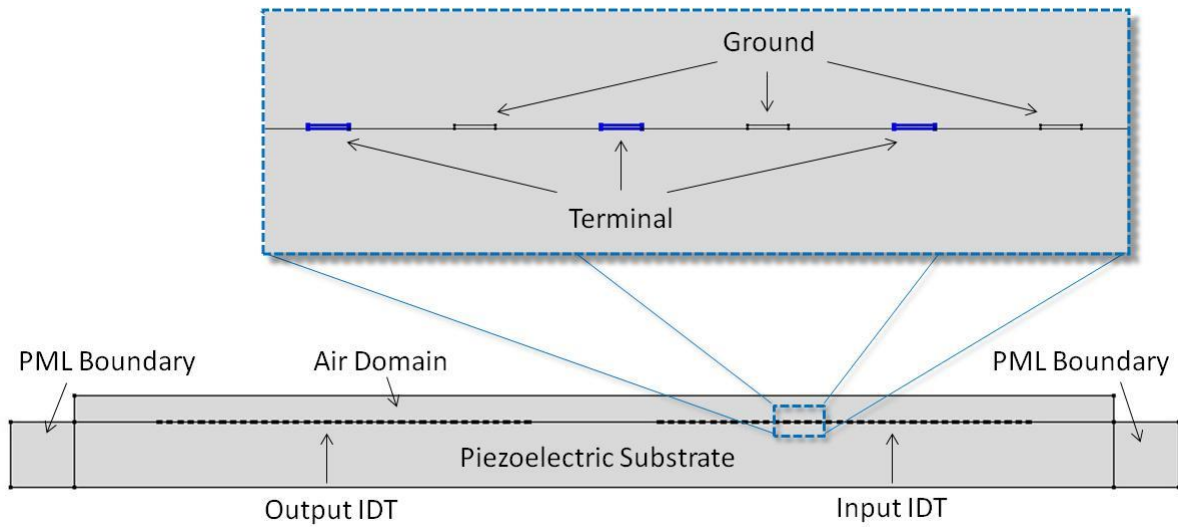 Ground
Terminal
PML Boundary
Air Domain
PML Boundary
Piezoelectric Substrate
Output IDT
Input IDT